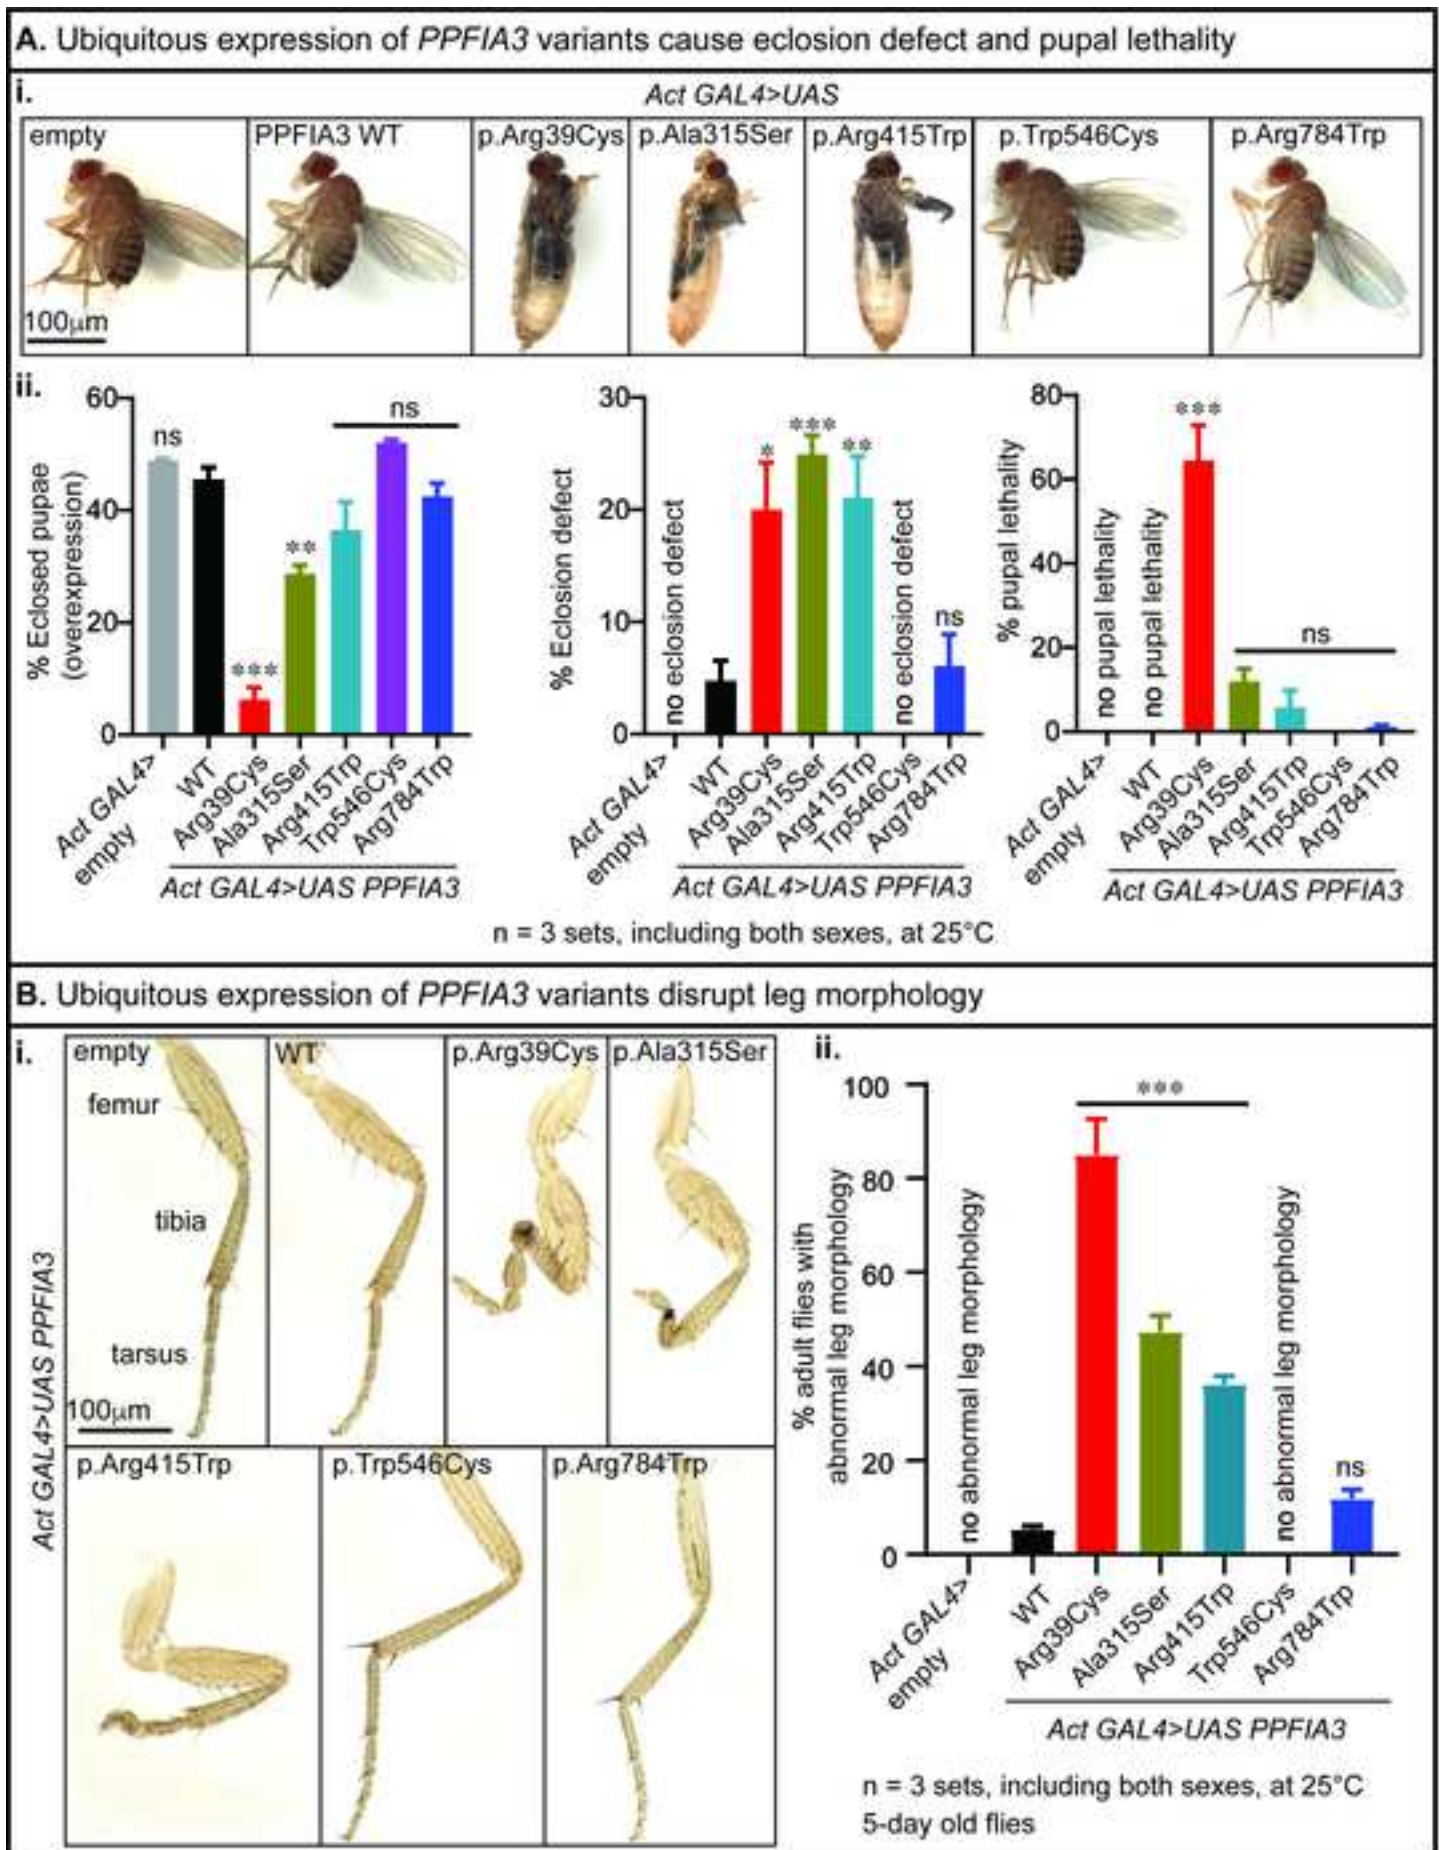 A. Ubiquitous expression of PPFIA3 variants cause eclosion defect and pupal lethality
i.
Act GAL4>UAS
empty
PPFIA3 WT
p.Arg39Cys
p.Ala315Ser
p.Arg415Trp
p.Trp546Cys
p.Arg784Trp
100µm
ii.
% Eclosed pupae
(overexpression)
60
40
20
0
ns
***
**
ns
Act GAL4>
empty
WT
Arg39Cys
Ala315Ser
Arg415Trp
Trp546Cys
Arg784Trp
Act GAL4>UAS PPFIA3
% Eclosion defect
30
20
10
0
no eclosion defect
*
***
**
no eclosion defect
ns
Act GAL4>
empty
WT
Arg39Cys
Ala315Ser
Arg415Trp
Trp546Cys
Arg784Trp
Act GAL4>UAS PPFIA3
% pupal lethality
80
60
40
20
0
no pupal lethality
no pupal lethality
***
ns
Act GAL4>
empty
WT
Arg39Cys
Ala315Ser
Arg415Trp
Trp546Cys
Arg784Trp
Act GAL4>UAS PPFIA3
n = 3 sets, including both sexes, at 25°C
B. Ubiquitous expression of PPFIA3 variants disrupt leg morphology
i.
Act GAL4>UAS PPFIA3
empty
femur
tibia
tarsus
100µm
WT
p.Arg39Cys
p.Ala315Ser
p.Arg415Trp
p.Trp546Cys
p.Arg784Trp
ii.
% adult flies with
abnormal leg morphology
100
80
60
40
20
0
no abnormal leg morphology
***
no abnormal leg morphology
ns
Act GAL4>
empty
WT
Arg39Cys
Ala315Ser
Arg415Trp
Trp546Cys
Arg784Trp
Act GAL4>UAS PPFIA3
n = 3 sets, including both sexes, at 25°C
5-day old flies